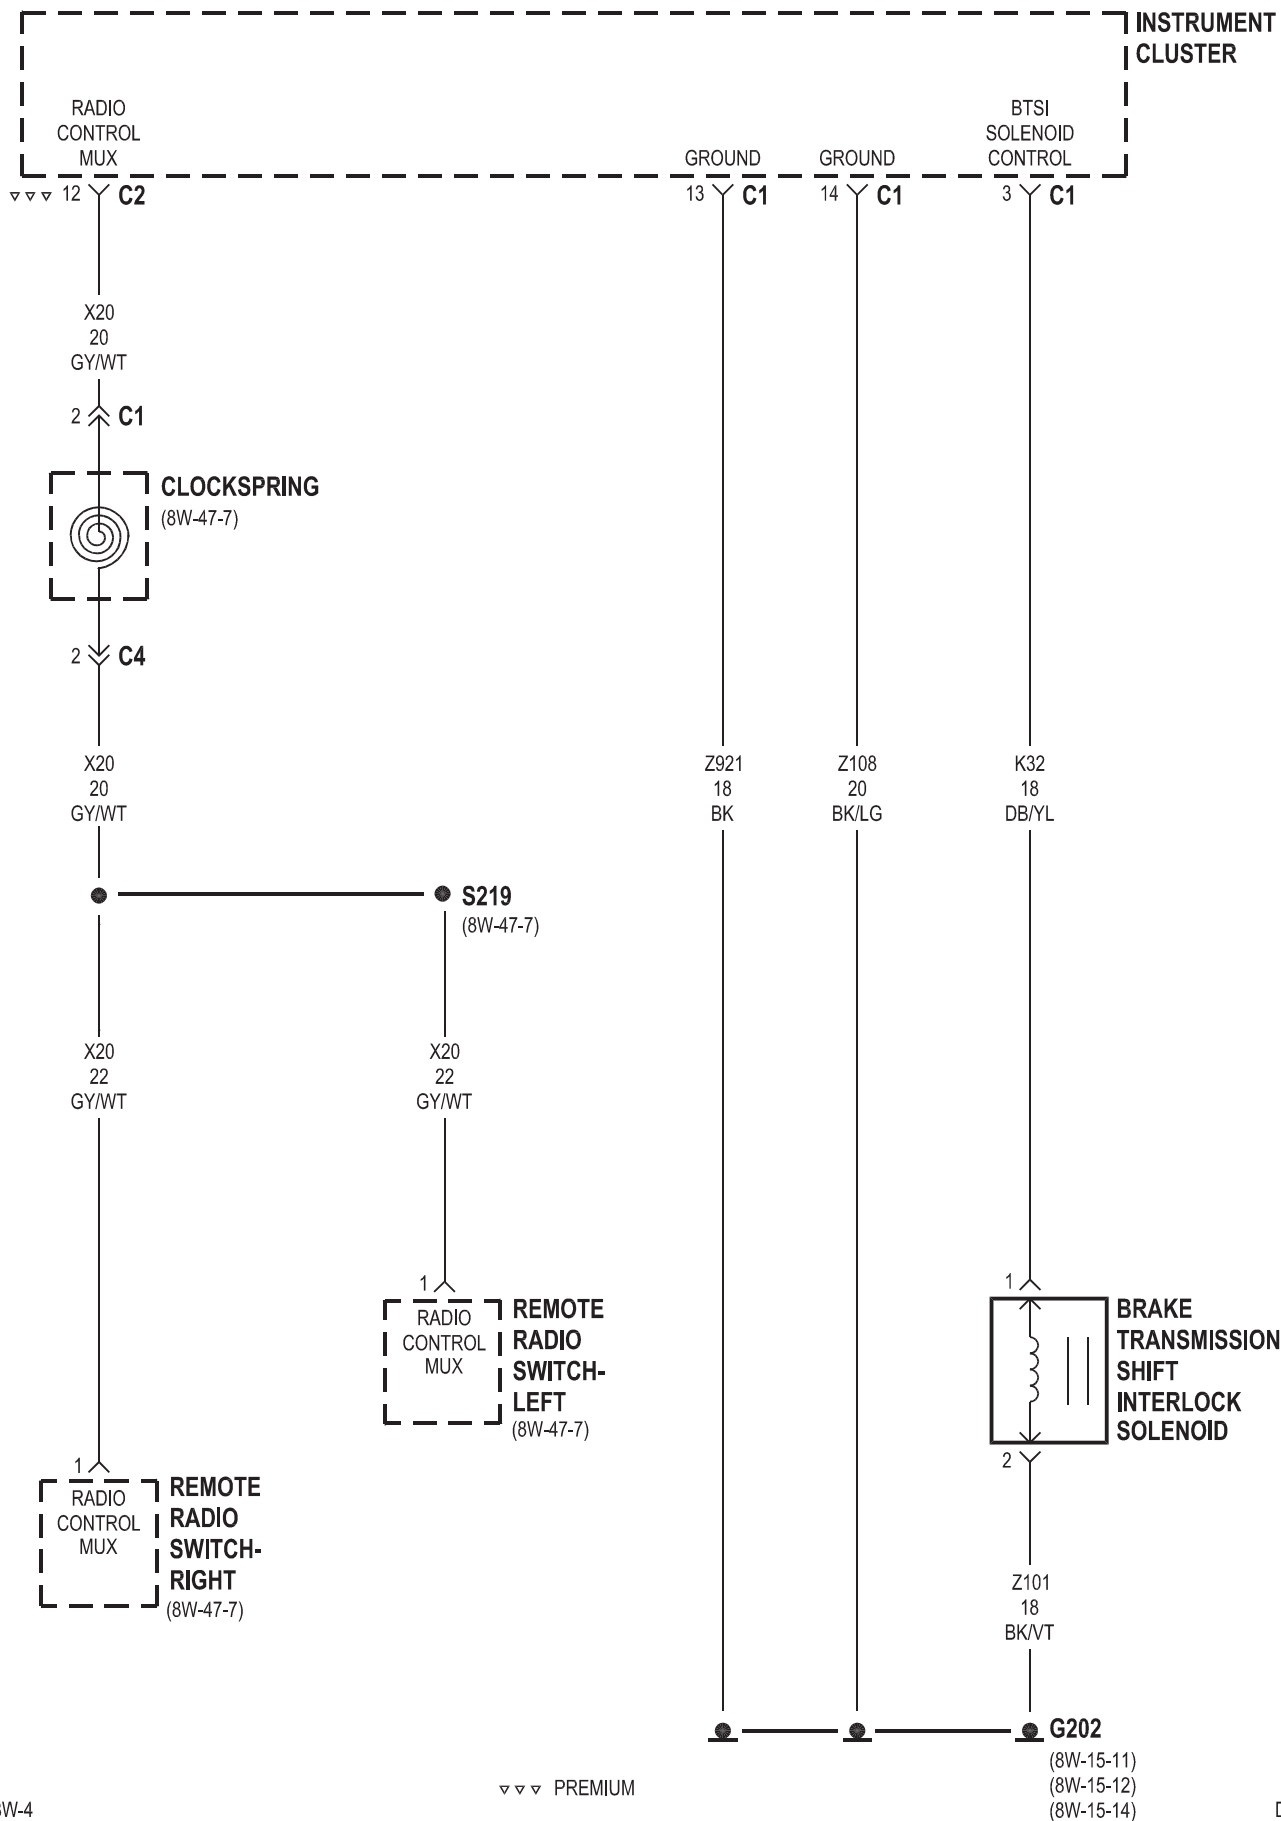 INSTRUMENT
CLUSTER
RADIO
CONTROL
MUX
GROUND
GROUND
BTSI
SOLENOID
CONTROL
12 C2
13 C1
14 C1
3 C1
X20
20
GY/WT
2 C1
CLOCKSPRING
(8W-47-7)
2 C4
X20
20
GY/WT
Z921
18
BK
Z108
20
BK/LG
K32
18
DB/YL
S219
(8W-47-7)
X20
22
GY/WT
X20
22
GY/WT
1
RADIO
CONTROL
MUX
REMOTE
RADIO
SWITCH-
LEFT
(8W-47-7)
1
BRAKE
TRANSMISSION
SHIFT
INTERLOCK
SOLENOID
2
1
RADIO
CONTROL
MUX
REMOTE
RADIO
SWITCH-
RIGHT
(8W-47-7)
Z101
18
BK/VT
G202
(8W-15-11)
(8W-15-12)
(8W-15-14)
PREMIUM
W-4